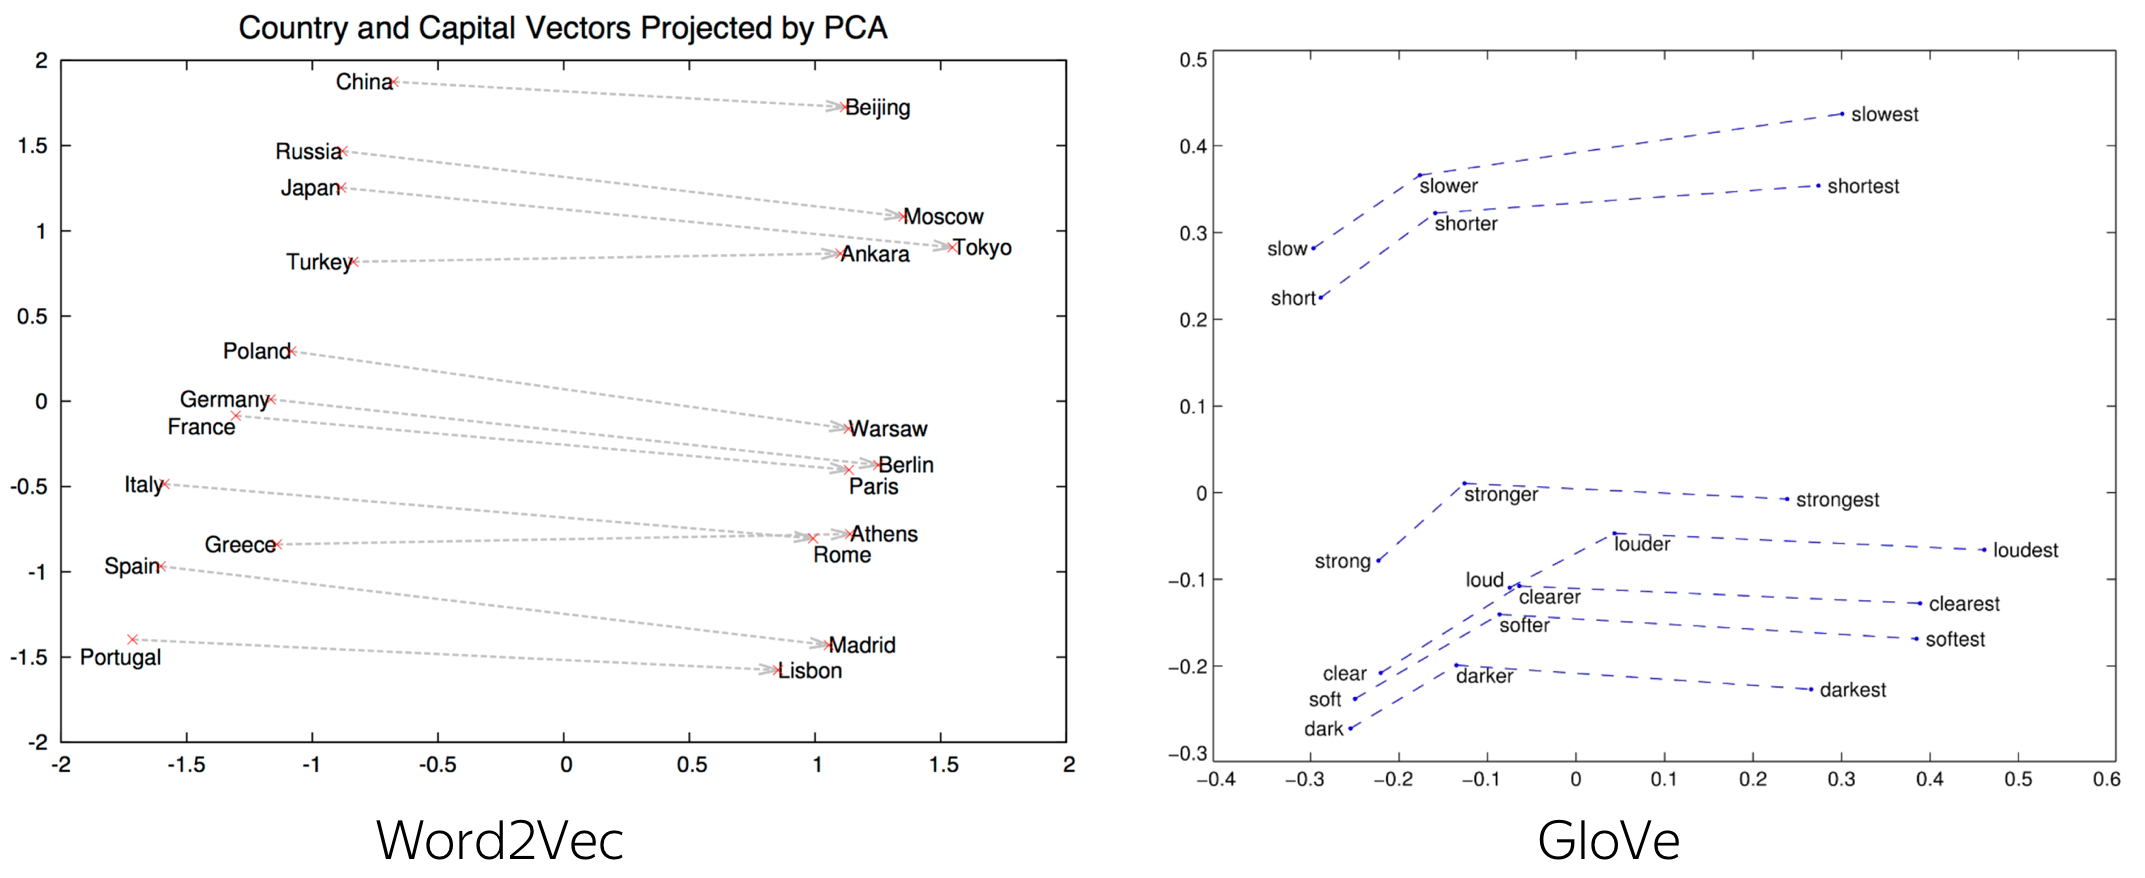 Country and Capital Vectors Projected by PCA
2
1.5
1
0.5
0
-0.5
-1
-1.5
-2
-2
-1.5
-1
-0.5
0
0.5
1
1.5
2
China
Beijing
Russia
Japan
Moscow
Tokyo
Turkey
Ankara
Poland
Germany
France
Warsaw
Berlin
Paris
Italy
Athens
Greece
Rome
Spain
Madrid
Portugal
Lisbon
Word2Vec
0.5
0.4
0.3
0.2
0.1
0
−0.1
−0.2
−0.3
−0.4
−0.3
−0.2
−0.1
0
0.1
0.2
0.3
0.4
0.5
0.6
slowest
slower
shortest
shorter
slow
short
stronger
strongest
louder
loudest
strong
loud
clearer
clearest
softer
softest
clear
darker
darkest
soft
dark
GloVe